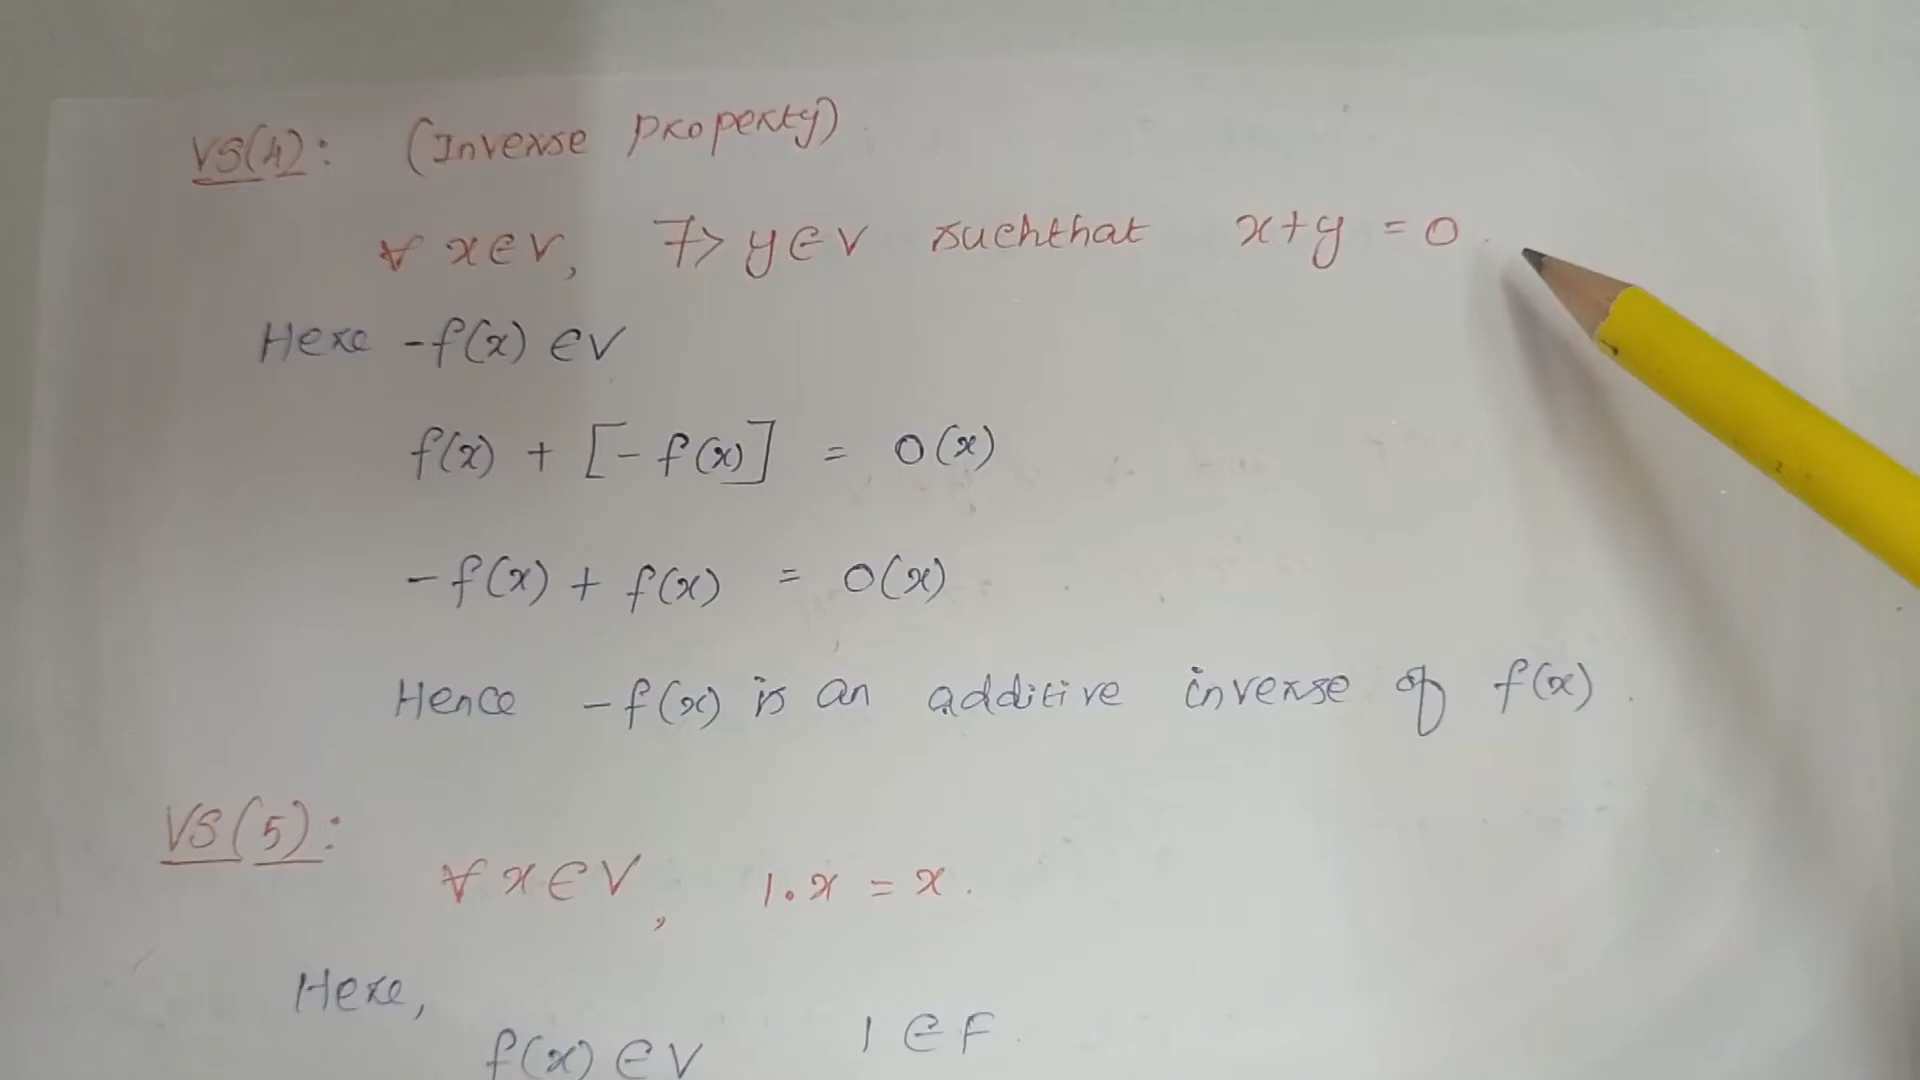 VS(4): (Inverse property)
∀ x∈V, ∃> y∈V suchthat x+y = 0.
Here -f(x) ∈V
f(x) + [-f(x)] = 0(x)
-f(x) + f(x) = 0(x)
Hence -f(x) is an additive inverse of f(x).
VS(5):
∀ x∈V, 1.x = x.
Here,
f(x) ∈ V 1 ∈ F